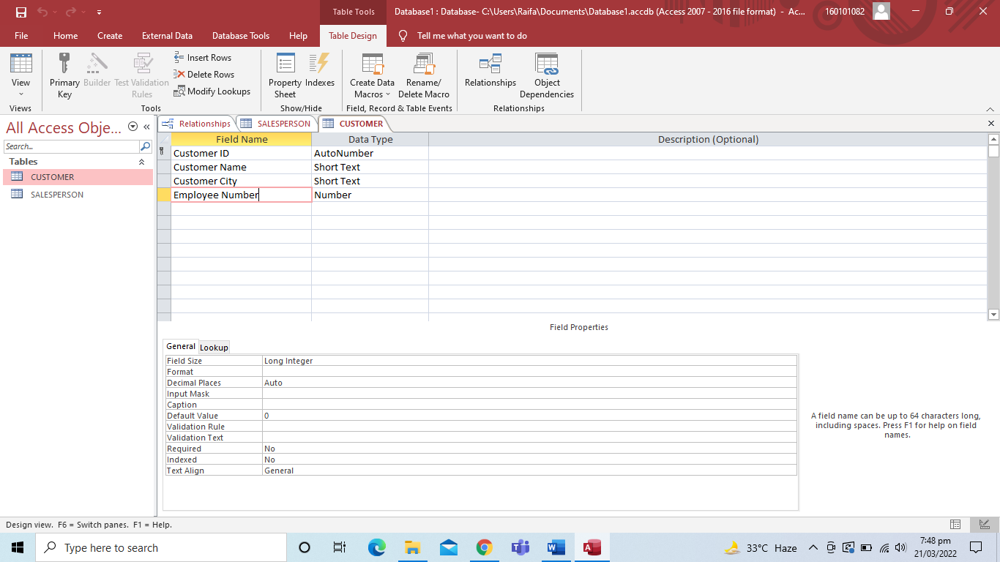 Table Tools
Database1 : Database- C:\Users\Raifa\Documents\Database1.accdb (Access 2007 - 2016 file format) - Ac...
160101082
File Home Create External Data Database Tools Help Table Design Tell me what you want to do
View
Primary Key
Builder
Test Validation Rules
Insert Rows
Delete Rows
Modify Lookups
Property Sheet
Indexes
Create Data Macros
Rename/ Delete Macro
Relationships
Object Dependencies
Views
Tools
Show/Hide
Field, Record & Table Events
Relationships
All Access Obje...
Search...
Tables
CUSTOMER
SALESPERSON
Relationships SALESPERSON CUSTOMER
Field Name Data Type Description (Optional)
Customer ID AutoNumber
Customer Name Short Text
Customer City Short Text
Employee Number Number
Field Properties
General Lookup
Field Size Long Integer
Format
Decimal Places Auto
Input Mask
Caption
Default Value 0
Validation Rule
Validation Text
Required No
Indexed No
Text Align General
A field name can be up to 64 characters long,
including spaces. Press F1 for help on field
names.
Design view. F6 = Switch panes. F1 = Help.
Type here to search
33°C Haze
7:48 pm
21/03/2022